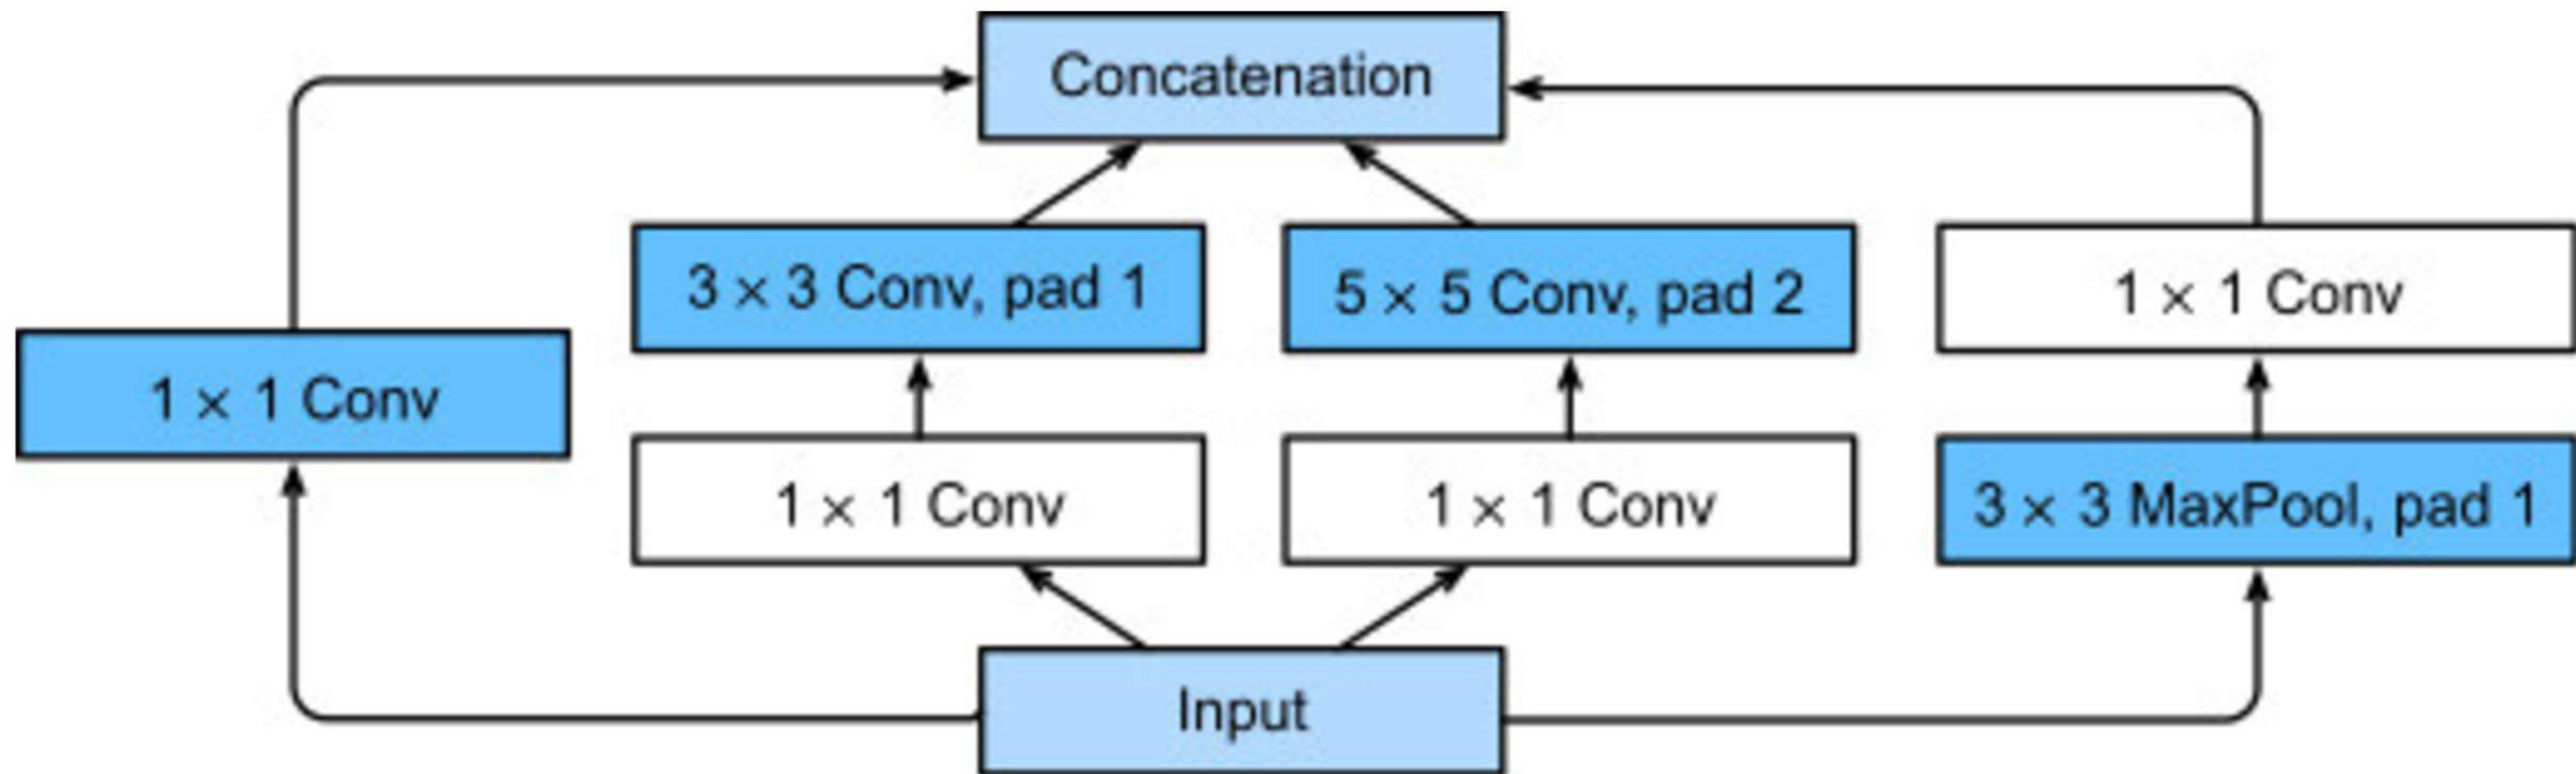 Concatenation
3 × 3 Conv, pad 1
5 × 5 Conv, pad 2
1 × 1 Conv
1 × 1 Conv
1 × 1 Conv
1 × 1 Conv
3 × 3 MaxPool, pad 1
Input